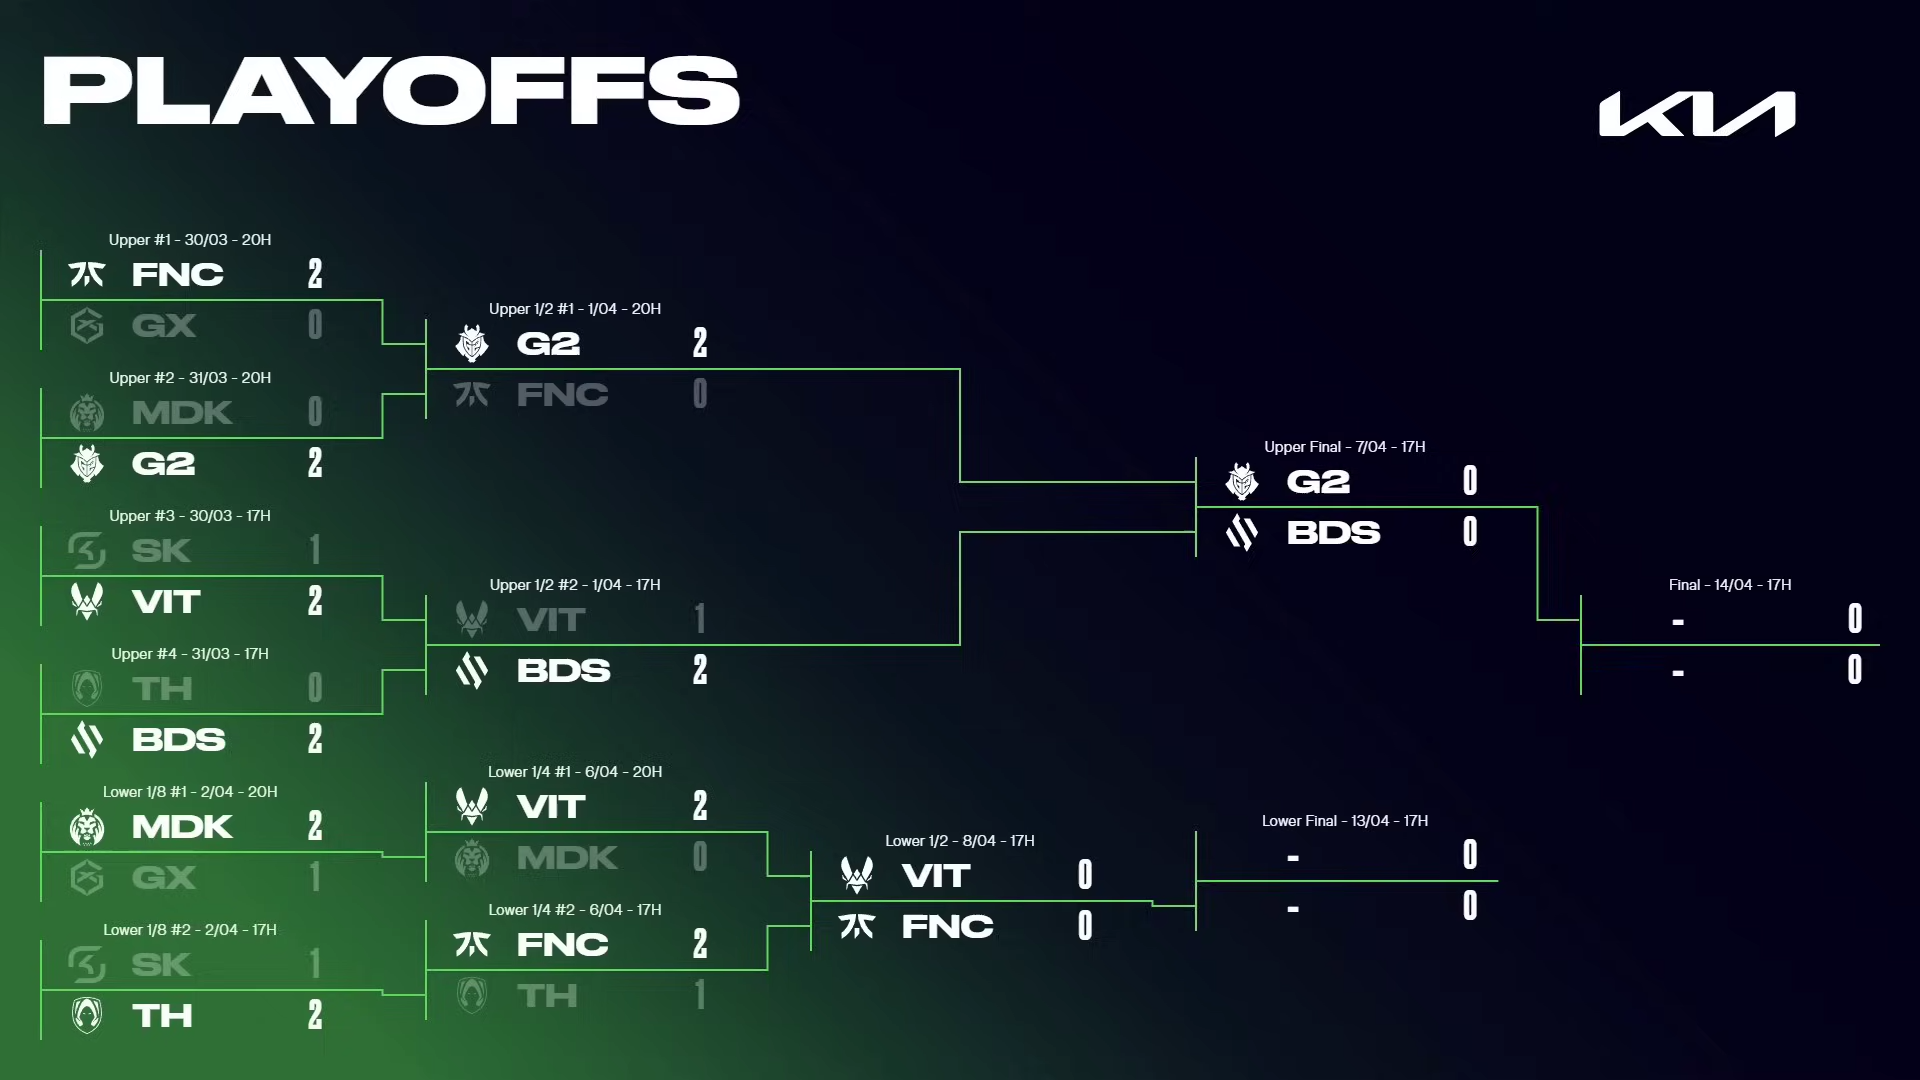 PLAYOFFS
KIA
Upper #1 - 30/03 - 20H
FNC 2
GX 0
Upper #2 - 31/03 - 20H
MDK 0
G2 2
Upper #3 - 30/03 - 17H
SK 1
VIT 2
Upper #4 - 31/03 - 17H
TH 0
BDS 2
Lower 1/8 #1 - 2/04 - 20H
MDK 2
GX 1
Lower 1/8 #2 - 2/04 - 17H
SK 1
TH 2
Upper 1/2 #1 - 1/04 - 20H
G2 2
FNC 0
Upper 1/2 #2 - 1/04 - 17H
VIT 1
BDS 2
Lower 1/4 #1 - 6/04 - 20H
VIT 2
MDK 0
Lower 1/4 #2 - 6/04 - 17H
FNC 2
TH 1
Lower 1/2 - 8/04 - 17H
VIT 0
FNC 0
Upper Final - 7/04 - 17H
G2 0
BDS 0
Lower Final - 13/04 - 17H
- 0
- 0
Final - 14/04 - 17H
- 0
- 0